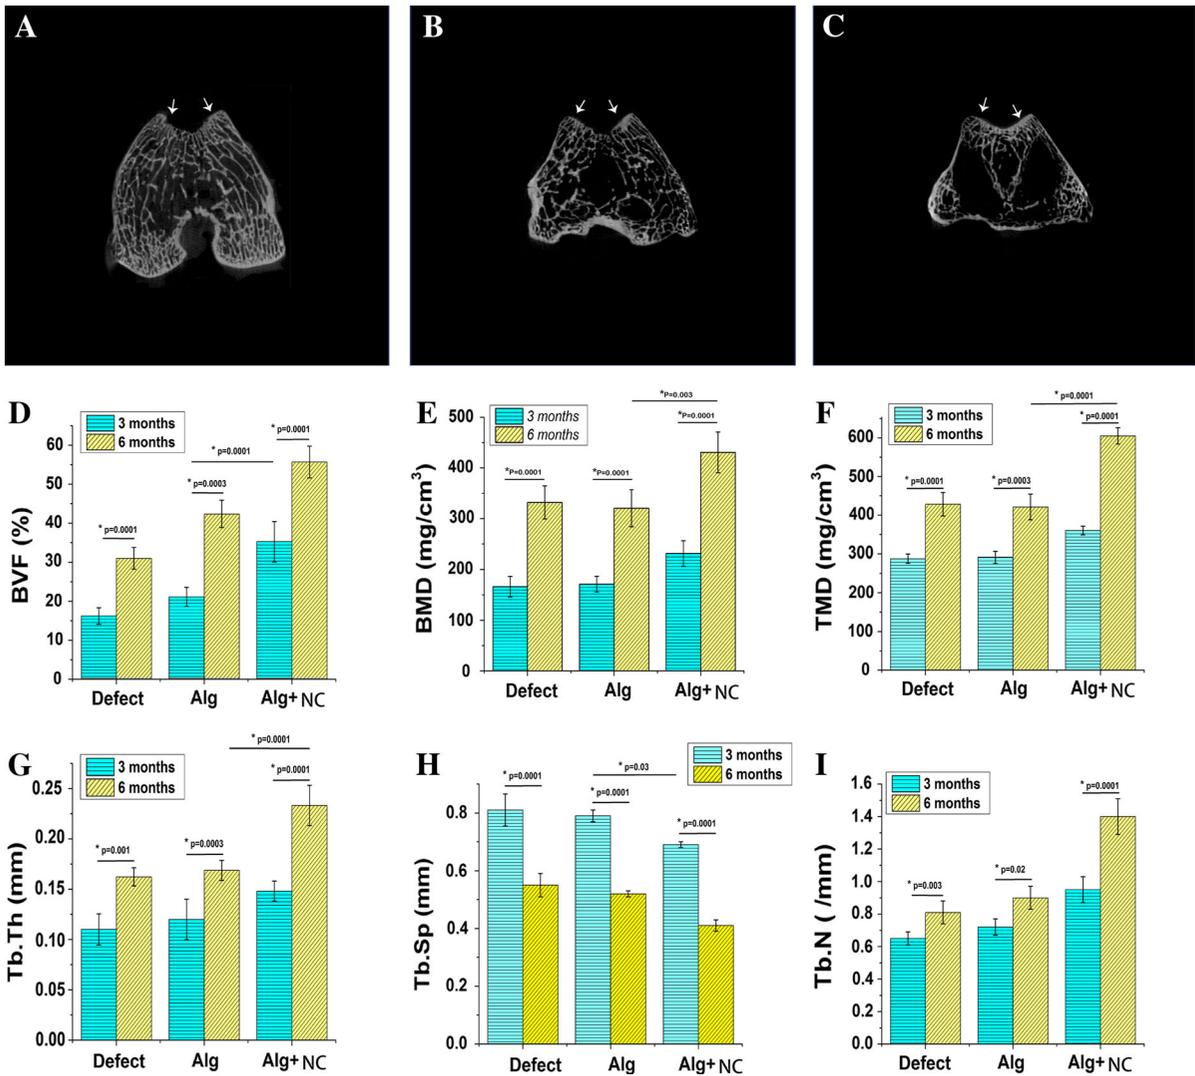 A
B
C
D
3 months
6 months
* p=0.0001
* p=0.0001
* p=0.0003
* p=0.0001
BVF (%)
60
50
40
30
20
10
0
Defect
Alg
Alg+ NC
E
3 months
6 months
*P=0.003
*P=0.0001
*P=0.0001
*P=0.0001
BMD (mg/cm³)
500
400
300
200
100
0
Defect
Alg
Alg+ NC
F
3 months
6 months
* p=0.0001
* p=0.0001
* p=0.0001
* p=0.0003
TMD (mg/cm³)
600
500
400
300
200
100
0
Defect
Alg
Alg+ NC
G
3 months
6 months
* p=0.0001
* p=0.0001
* p=0.001
* p=0.0003
Tb.Th (mm)
0.25
0.20
0.15
0.10
0.05
0.00
Defect
Alg
Alg+ NC
H
3 months
6 months
* p=0.0001
* p=0.03
* p=0.0001
* p=0.0001
Tb.Sp (mm)
0.8
0.6
0.4
0.2
0.0
Defect
Alg
Alg+ NC
I
3 months
6 months
* p=0.0001
* p=0.003
* p=0.02
Tb.N ( /mm)
1.6
1.4
1.2
1.0
0.8
0.6
0.4
0.2
0.0
Defect
Alg
Alg+ NC